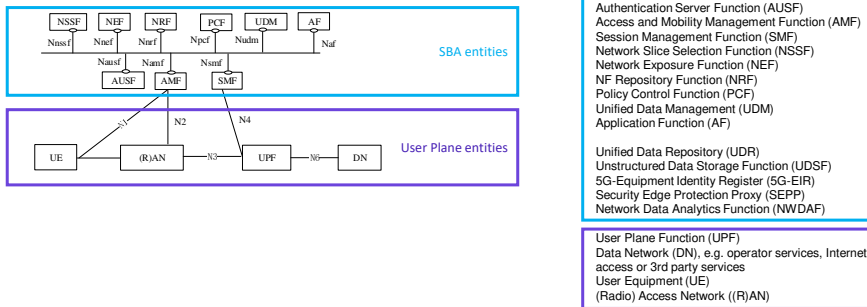 NSSF NEF NRF PCF UDM AF
Nnssf Nnef Nnrf Npcf Nudm Naf
SBA entities
Nausf Namf Nsmf
AUSF AMF SMF
N1 N2 N4
User Plane entities
UE (R)AN N3 UPF N6 DN
Authentication Server Function (AUSF)
Access and Mobility Management Function (AMF)
Session Management Function (SMF)
Network Slice Selection Function (NSSF)
Network Exposure Function (NEF)
NF Repository Function (NRF)
Policy Control Function (PCF)
Unified Data Management (UDM)
Application Function (AF)
Unified Data Repository (UDR)
Unstructured Data Storage Function (UDSF)
5G-Equipment Identity Register (5G-EIR)
Security Edge Protection Proxy (SEPP)
Network Data Analytics Function (NWDAF)
User Plane Function (UPF)
Data Network (DN), e.g. operator services, Internet
access or 3rd party services
User Equipment (UE)
(Radio) Access Network ((R)AN)